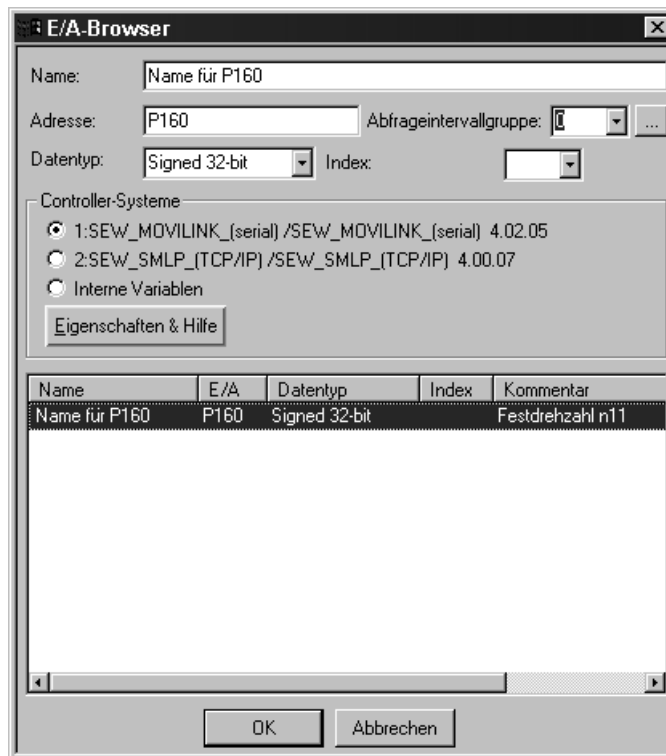 E/A-Browser
Name: Name für P160
Adresse: P160 Abfrageintervallgruppe: ...
Datentyp: Signed 32-bit Index:
Controller-Systeme
1:SEW_MOVILINK_(serial) /SEW_MOVILINK_(serial) 4.02.05
2:SEW_SMLP_(TCP/IP) /SEW_SMLP_(TCP/IP) 4.00.07
Interne Variablen
Eigenschaften & Hilfe
Name E/A Datentyp Index Kommentar
Name für P160 P160 Signed 32-bit Festdrehzahl n11
OK Abbrechen